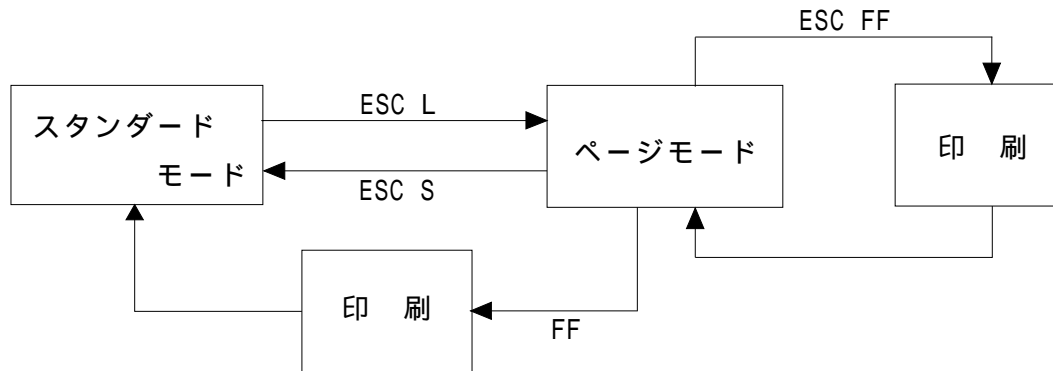 ESC FF
スタンダード
モード
ESC L
ページモード
印 刷
ESC S
印 刷
FF